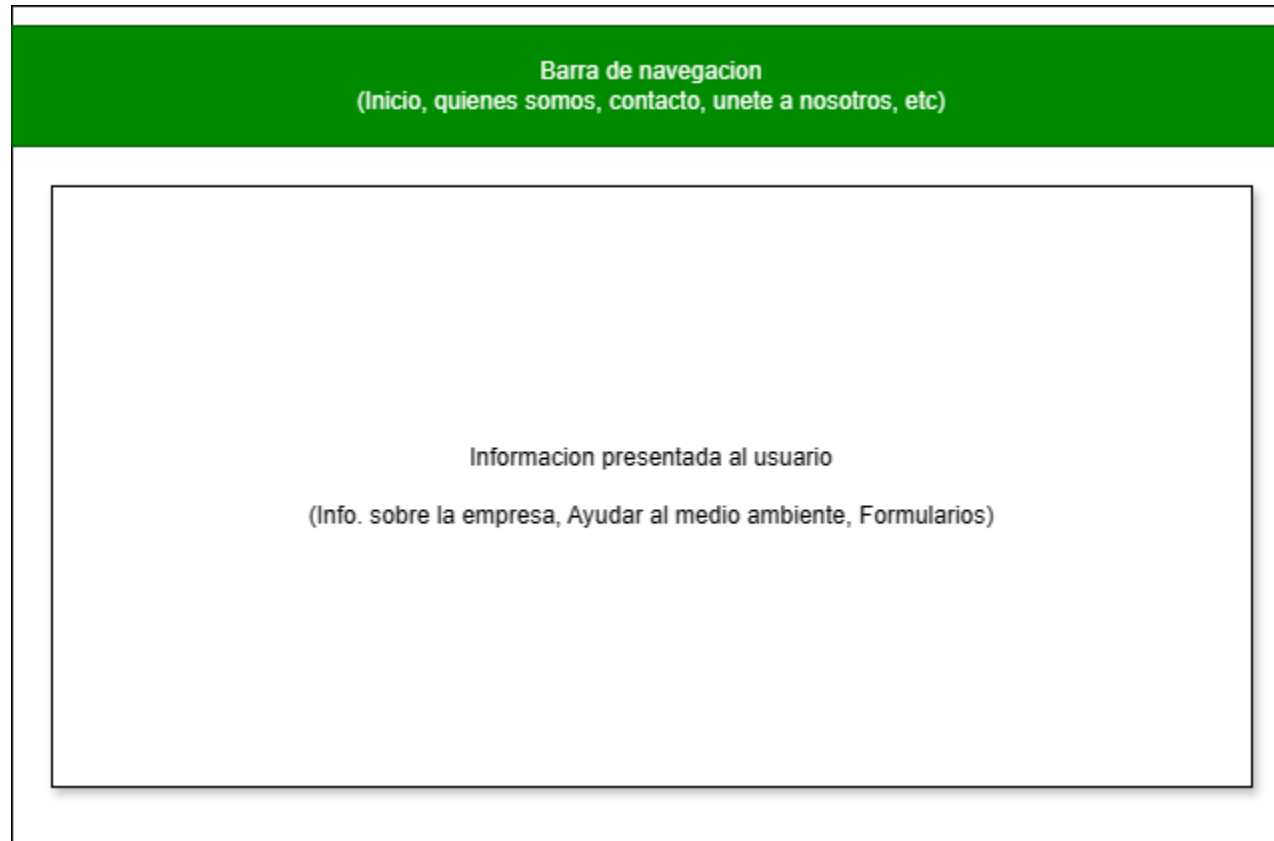 Barra de navegacion
(Inicio, quienes somos, contacto, unete a nosotros, etc)
Informacion presentada al usuario
(Info. sobre la empresa, Ayudar al medio ambiente, Formularios)